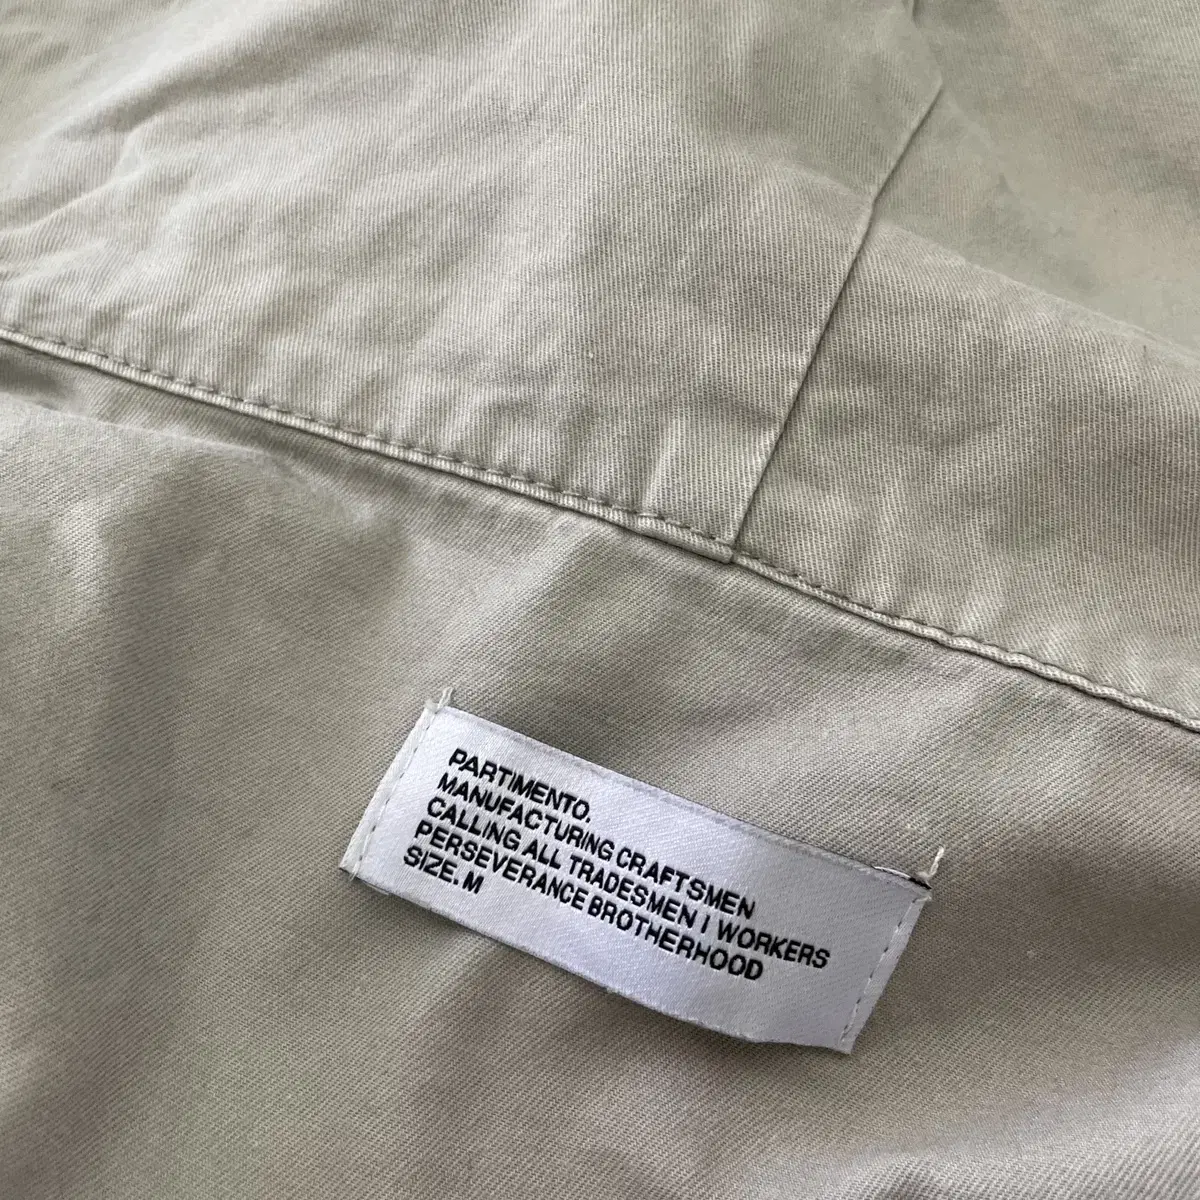 PARTIMENTO.
MANUFACTURING CRAFTSMEN
CALLING ALL TRADESMEN I WORKERS
PERSEVERANCE BROTHERHOOD
SIZE. M